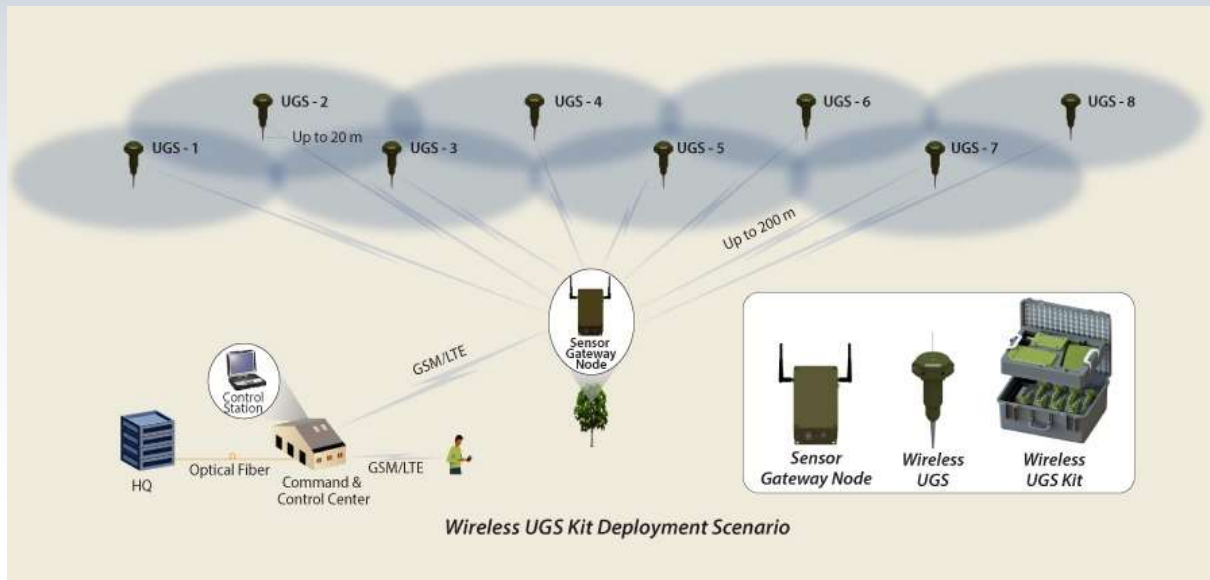 UGS - 2
UGS - 4
UGS - 6
UGS - 8
Up to 20 m
UGS - 1
UGS - 3
UGS - 5
UGS - 7
Up to 200 m
Sensor
Gateway
Node
GSM/LTE
Control
Station
HQ
Optical Fiber
Command &
Control Center
GSM/LTE
Sensor
Gateway Node
Wireless
UGS
Wireless
UGS Kit
Wireless UGS Kit Deployment Scenario